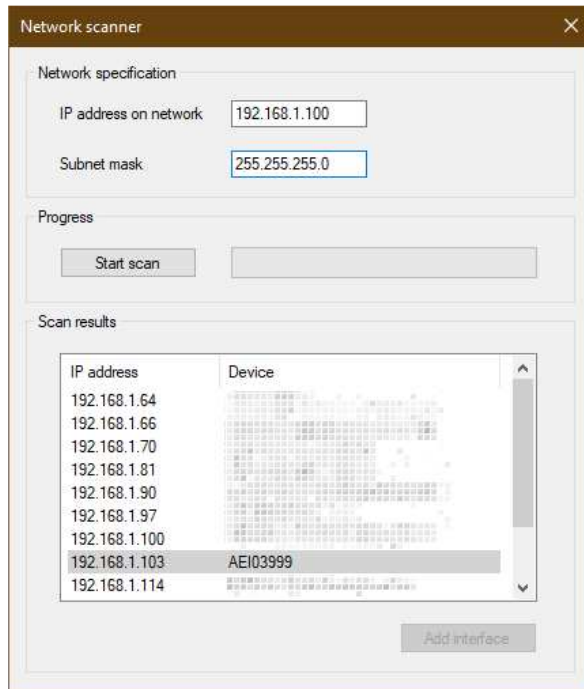 Network scanner
Network specification
IP address on network 192.168.1.100
Subnet mask 255.255.255.0
Progress
Start scan
Scan results
IP address Device
192.168.1.64
192.168.1.66
192.168.1.70
192.168.1.81
192.168.1.90
192.168.1.97
192.168.1.100
192.168.1.103 AEI03999
192.168.1.114
Add interface